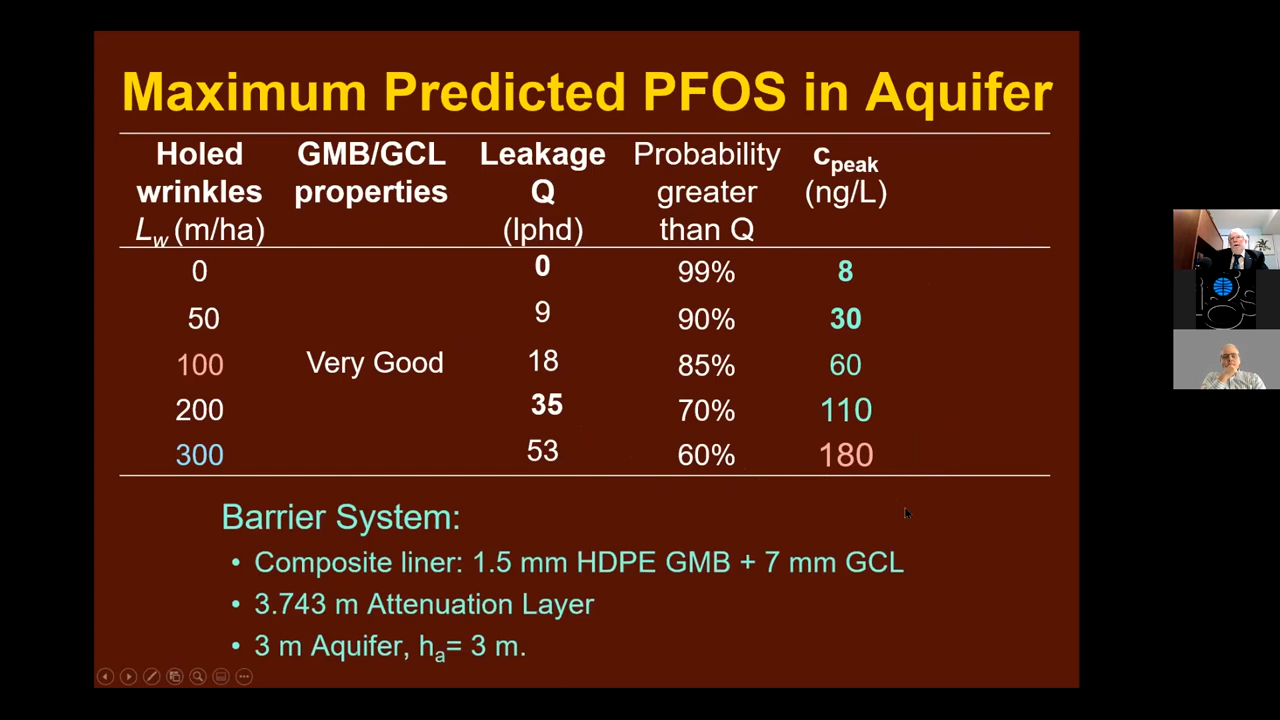 Maximum Predicted PFOS in Aquifer
Holed wrinkles Lw (m/ha) GMB/GCL properties Leakage Q (lphd) Probability greater than Q cpeak (ng/L)
0 0 99% 8
50 9 90% 30
100 Very Good 18 85% 60
200 35 70% 110
300 53 60% 180
Barrier System:
• Composite liner: 1.5 mm HDPE GMB + 7 mm GCL
• 3.743 m Attenuation Layer
• 3 m Aquifer, ha= 3 m.